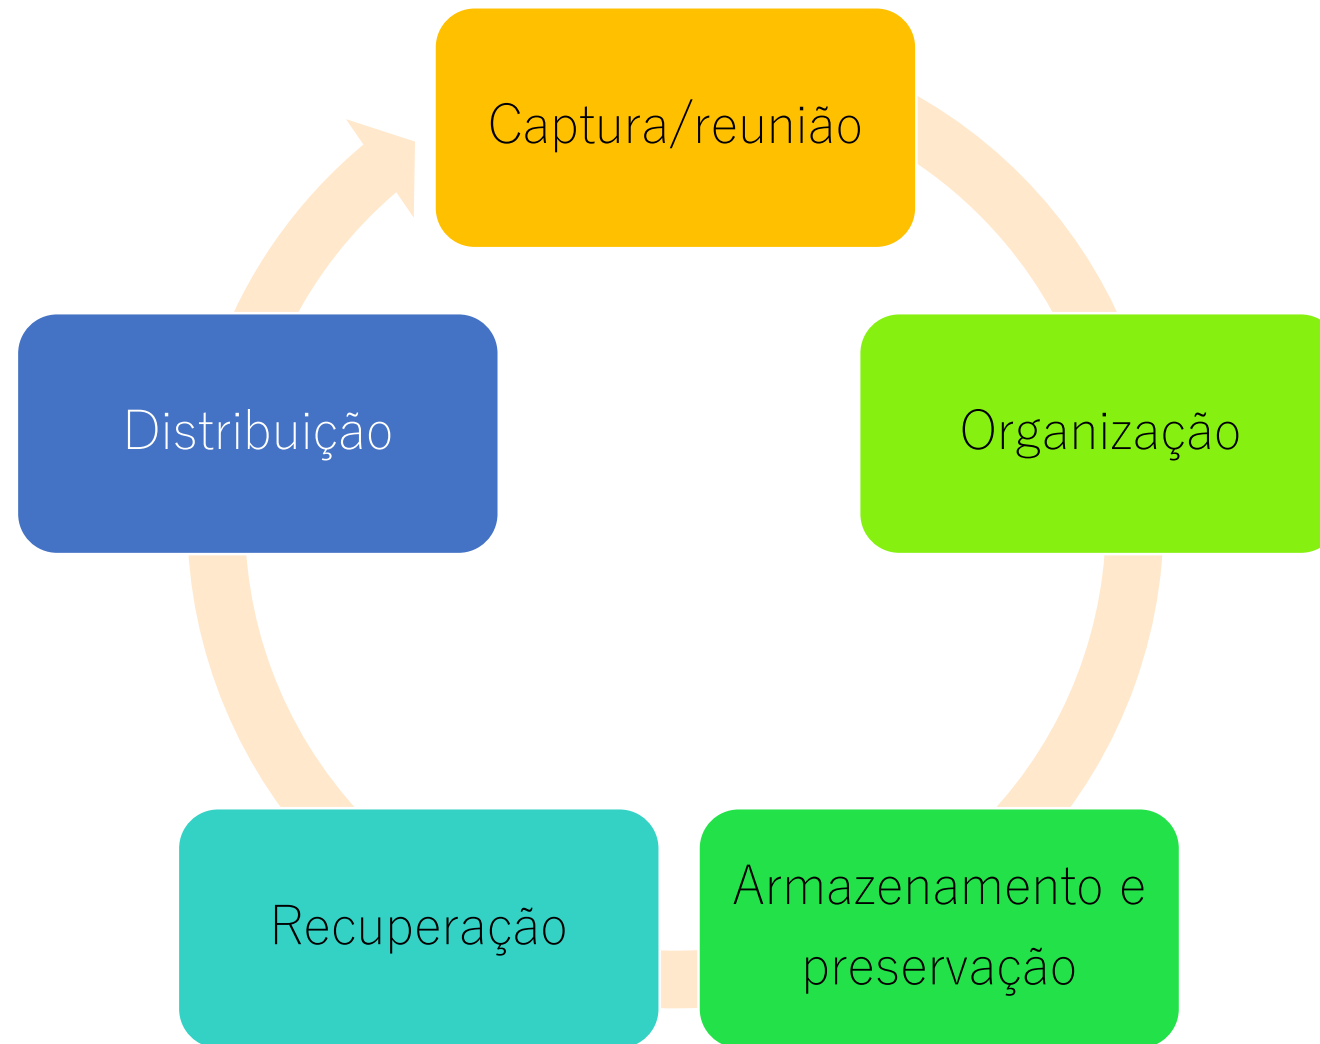 Captura/reunião
Distribuição
Organização
Recuperação
Armazenamento e
preservação